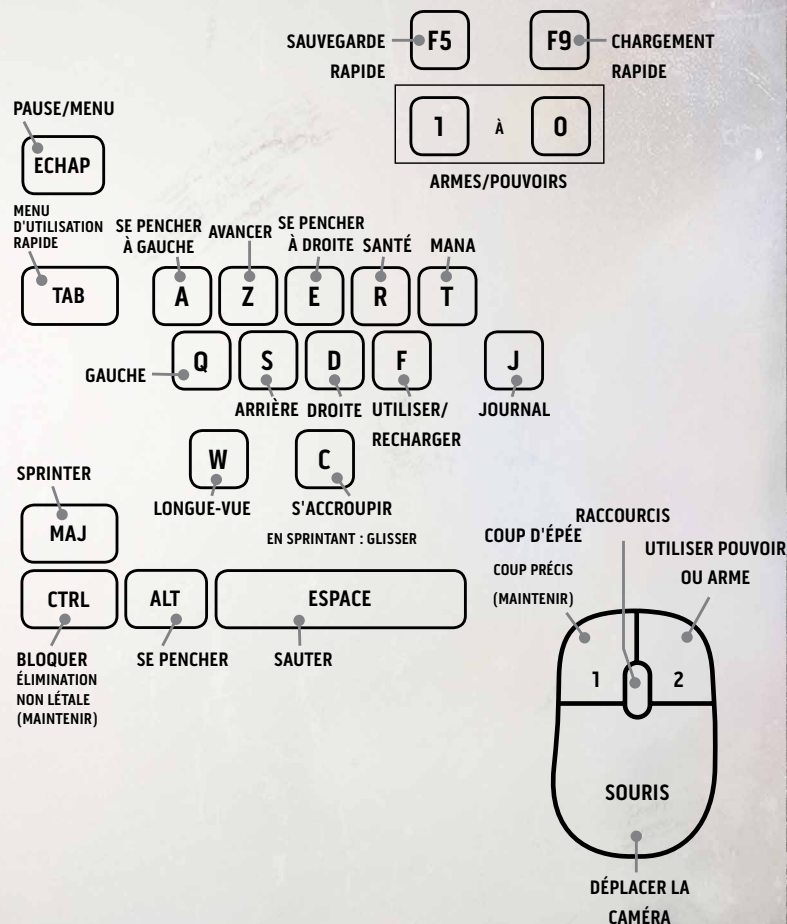 SAUVEGARDE
RAPIDE
F5
F9
CHARGEMENT
RAPIDE
1
À
0
ARMES/POUVOIRS
PAUSE/MENU
ECHAP
MENU
D'UTILISATION
RAPIDE
TAB
SE PENCHER
À GAUCHE
AVANCER
SE PENCHER
À DROITE
SANTÉ
MANA
A
Z
E
R
T
GAUCHE
Q
S
D
F
J
ARRIÈRE
DROITE
UTILISER/
RECHARGER
JOURNAL
W
C
LONGUE-VUE
S'ACCROUPIR
EN SPRINTANT : GLISSER
SPRINTER
MAJ
CTRL
ALT
ESPACE
BLOQUER
ÉLIMINATION
NON LÉTALE
(MAINTENIR)
SE PENCHER
SAUTER
RACCOURCIS
COUP D'ÉPÉE
COUP PRÉCIS
(MAINTENIR)
UTILISER POUVOIR
OU ARME
1
2
SOURIS
DÉPLACER LA
CAMÉRA